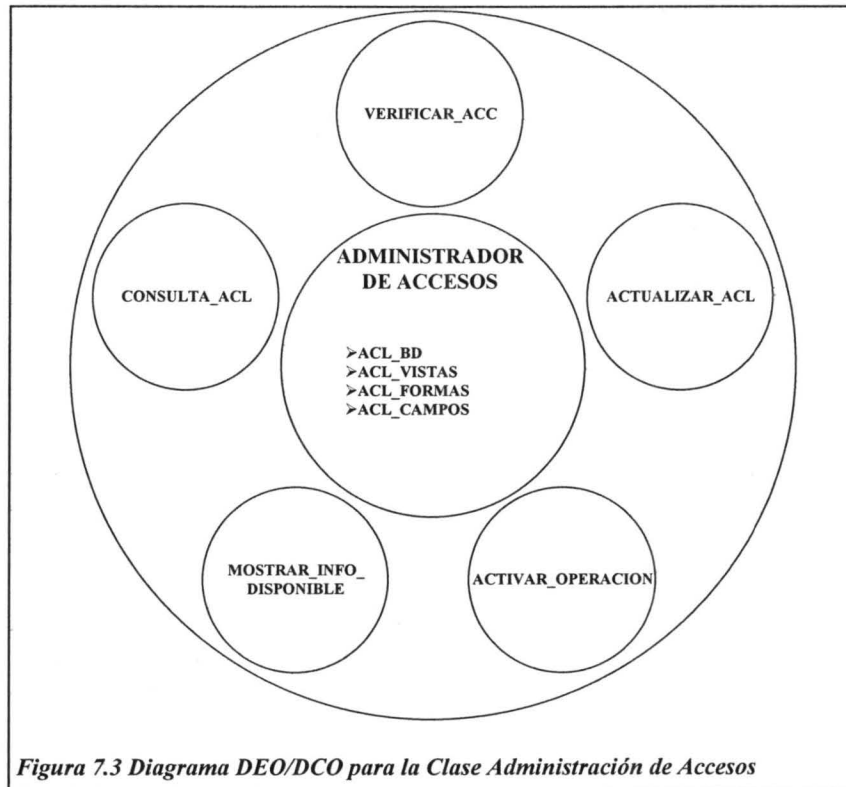 VERIFICAR_ACC
CONSULTA_ACL
ADMINISTRADOR
DE ACCESOS
ACTUALIZAR_ACL
➢ACL_BD
➢ACL_VISTAS
➢ACL_FORMAS
➢ACL_CAMPOS
MOSTRAR_INFO_
DISPONIBLE
ACTIVAR_OPERACION
Figura 7.3 Diagrama DEO/DCO para la Clase Administración de Accesos